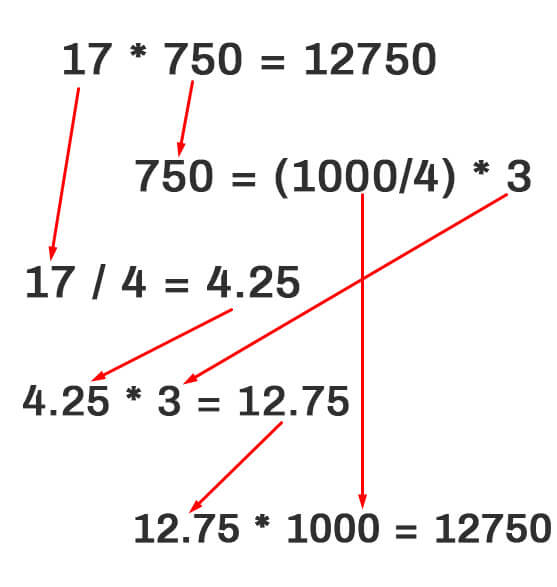 17 * 750 = 12750
750 = (1000/4) * 3
17 / 4 = 4.25
4.25 * 3 = 12.75
12.75 * 1000 = 12750